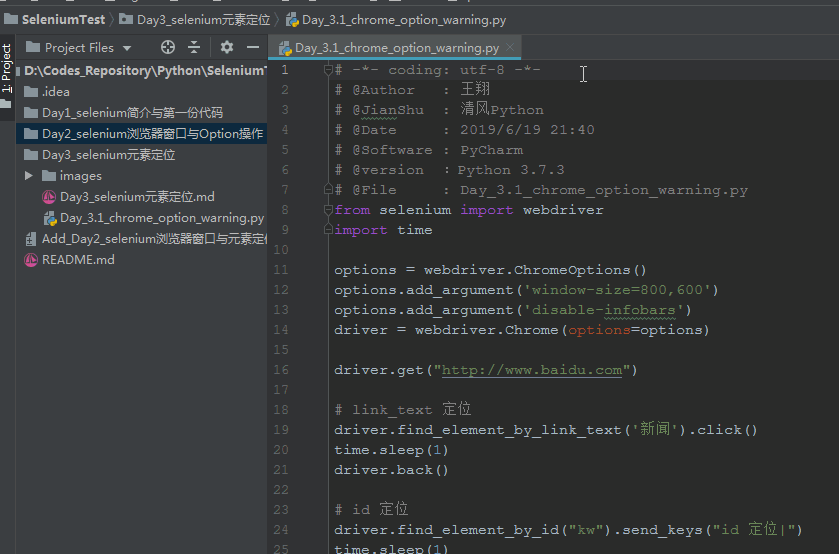 SeleniumTest Day3_selenium元素定位 Day_3.1_chrome_option_warning.py
1: Project
Project Files
Day_3.1_chrome_option_warning.py
D:\Codes_Repository\Python\SeleniumT
.idea
Day1_selenium简介与第一份代码
Day2_selenium浏览器窗口与Option操作
Day3_selenium元素定位
images
Day3_selenium元素定位.md
Day_3.1_chrome_option_warning.py
Add_Day2_selenium浏览器窗口与元素定位
README.md
1 # -*- coding: utf-8 -*-
2 # @Author : 王翔
3 # @JianShu : 清风Python
4 # @Date : 2019/6/19 21:40
5 # @Software : PyCharm
6 # @version : Python 3.7.3
7 # @File : Day_3.1_chrome_option_warning.py
8 from selenium import webdriver
9 import time
10
11 options = webdriver.ChromeOptions()
12 options.add_argument('window-size=800,600')
13 options.add_argument('disable-infobars')
14 driver = webdriver.Chrome(options=options)
15
16 driver.get("http://www.baidu.com")
17
18 # link_text 定位
19 driver.find_element_by_link_text('新闻').click()
20 time.sleep(1)
21 driver.back()
22
23 # id 定位
24 driver.find_element_by_id("kw").send_keys("id 定位|")
25 time.sleep(1)